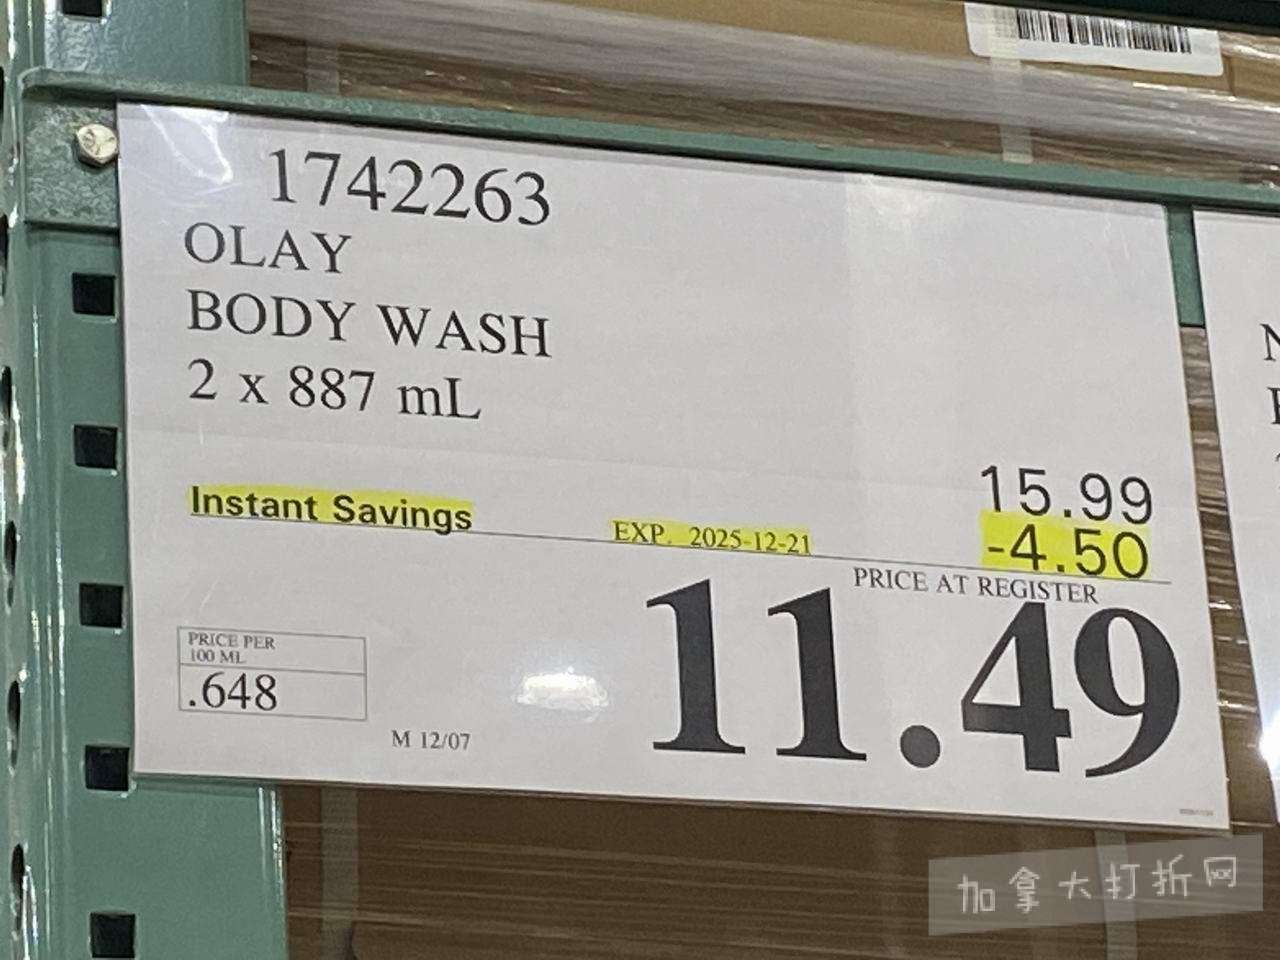 1742263
OLAY
BODY WASH
2 x 887 mL
15.99
Instant Savings EXP. 2025-12-21 -4.50
PRICE AT REGISTER
11.49
PRICE PER
100 ML
.648
M 12/07
加拿大打折网